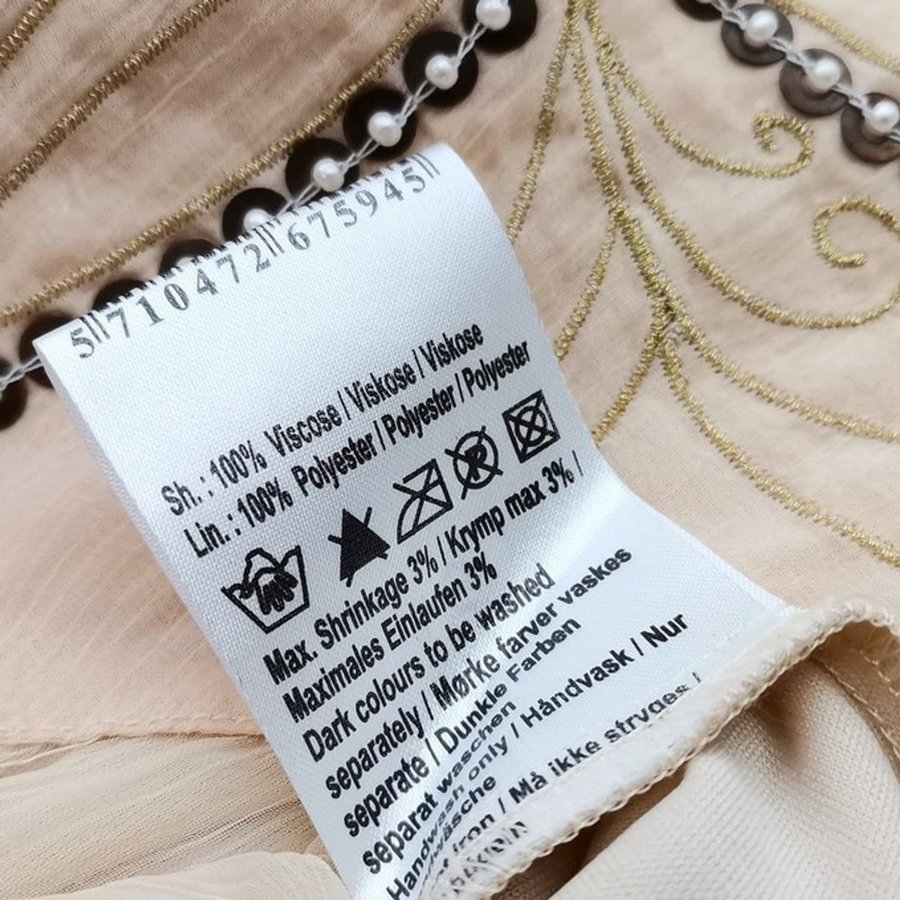 5710472675945
Sh. : 100% Viscose / Viskose / Viskose
Lin. : 100% Polyester / Polyester / Polyester
P
Max. Shrinkage 3% / Krymp max 3% /
Maximales Einlaufen 3%
Dark colours to be washed
separately / Mørke farver vaskes
separate / Dunkle Farben
separat waschen
Handwash only / Håndvask / Nur
Handwäsche
iron / Må ikke stryges /